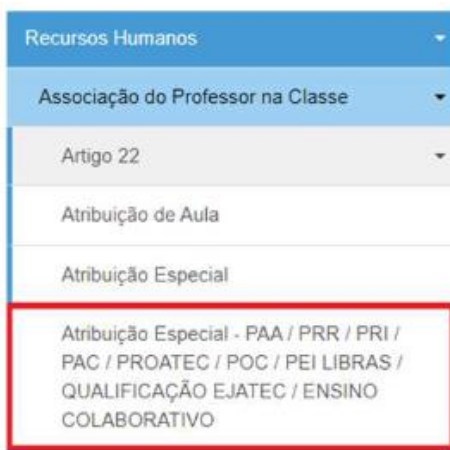 Recursos Humanos
Associação do Professor na Classe
Artigo 22
Atribuição de Aula
Atribuição Especial
Atribuição Especial - PAA / PRR / PRI /
PAC / PROATEC / POC / PEI LIBRAS /
QUALIFICAÇÃO EJATEC / ENSINO
COLABORATIVO